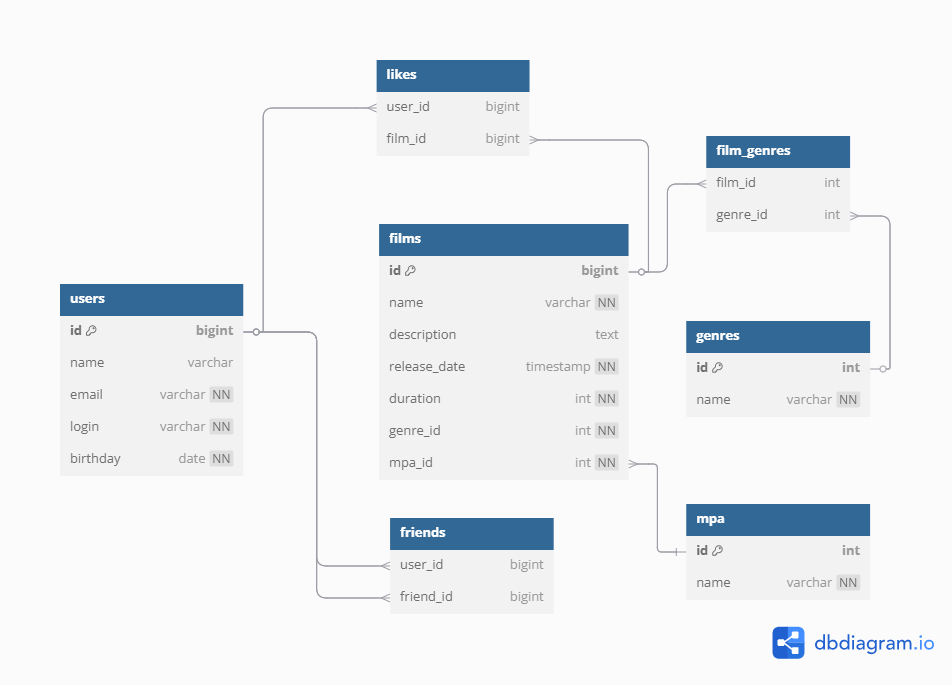 likes
user_id bigint
film_id bigint
film_genres
film_id int
genre_id int
films
id bigint
name varchar NN
description text
release_date timestamp NN
duration int NN
genre_id int NN
mpa_id int NN
users
id bigint
name varchar
email varchar NN
login varchar NN
birthday date NN
genres
id int
name varchar NN
friends
user_id bigint
friend_id bigint
mpa
id int
name varchar NN
dbdiagram.io